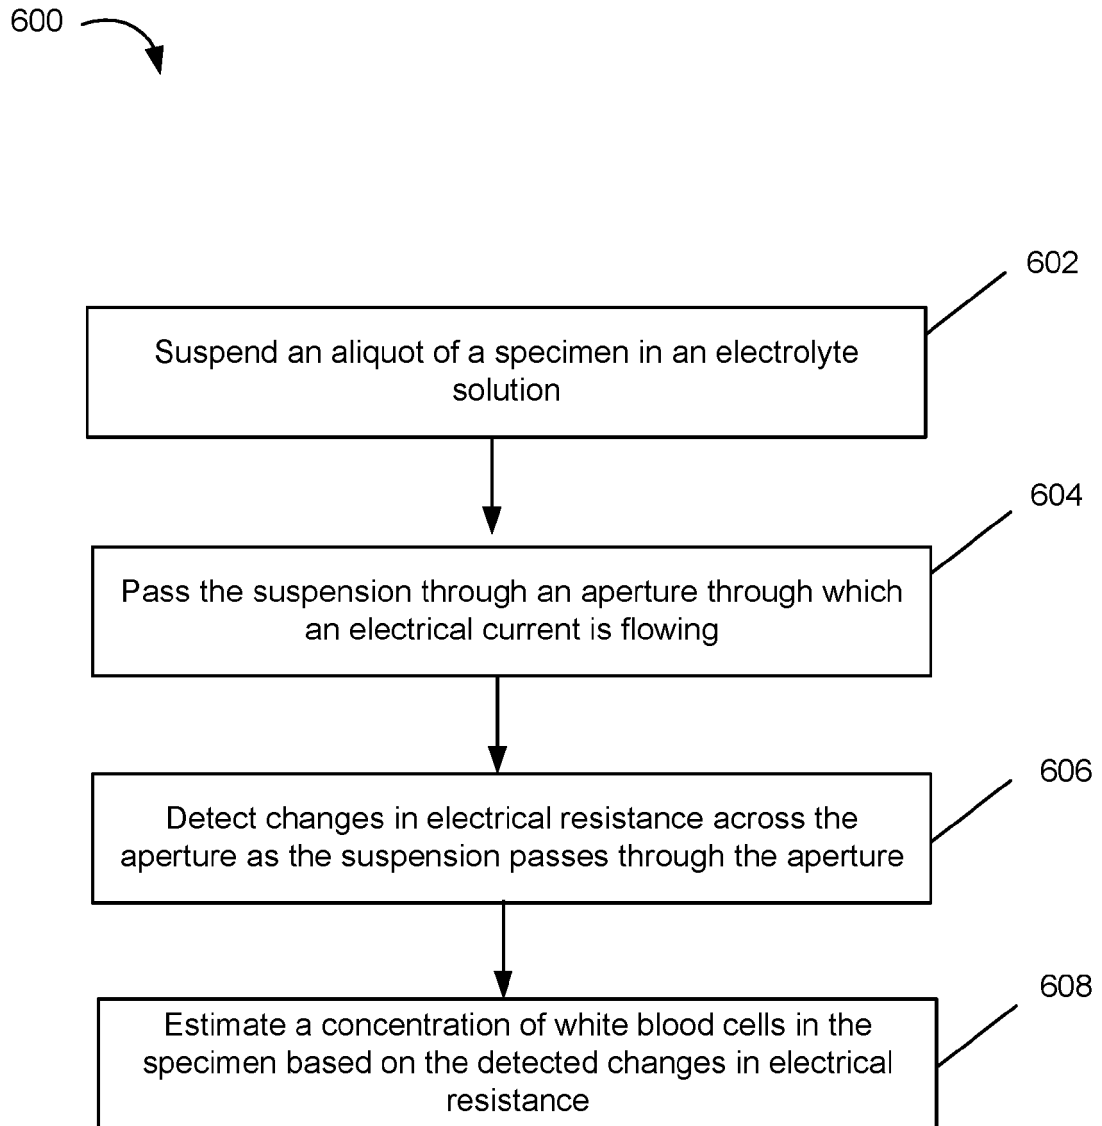 600
602
Suspend an aliquot of a specimen in an electrolyte
solution
604
Pass the suspension through an aperture through which
an electrical current is flowing
606
Detect changes in electrical resistance across the
aperture as the suspension passes through the aperture
608
Estimate a concentration of white blood cells in the
specimen based on the detected changes in electrical
resistance